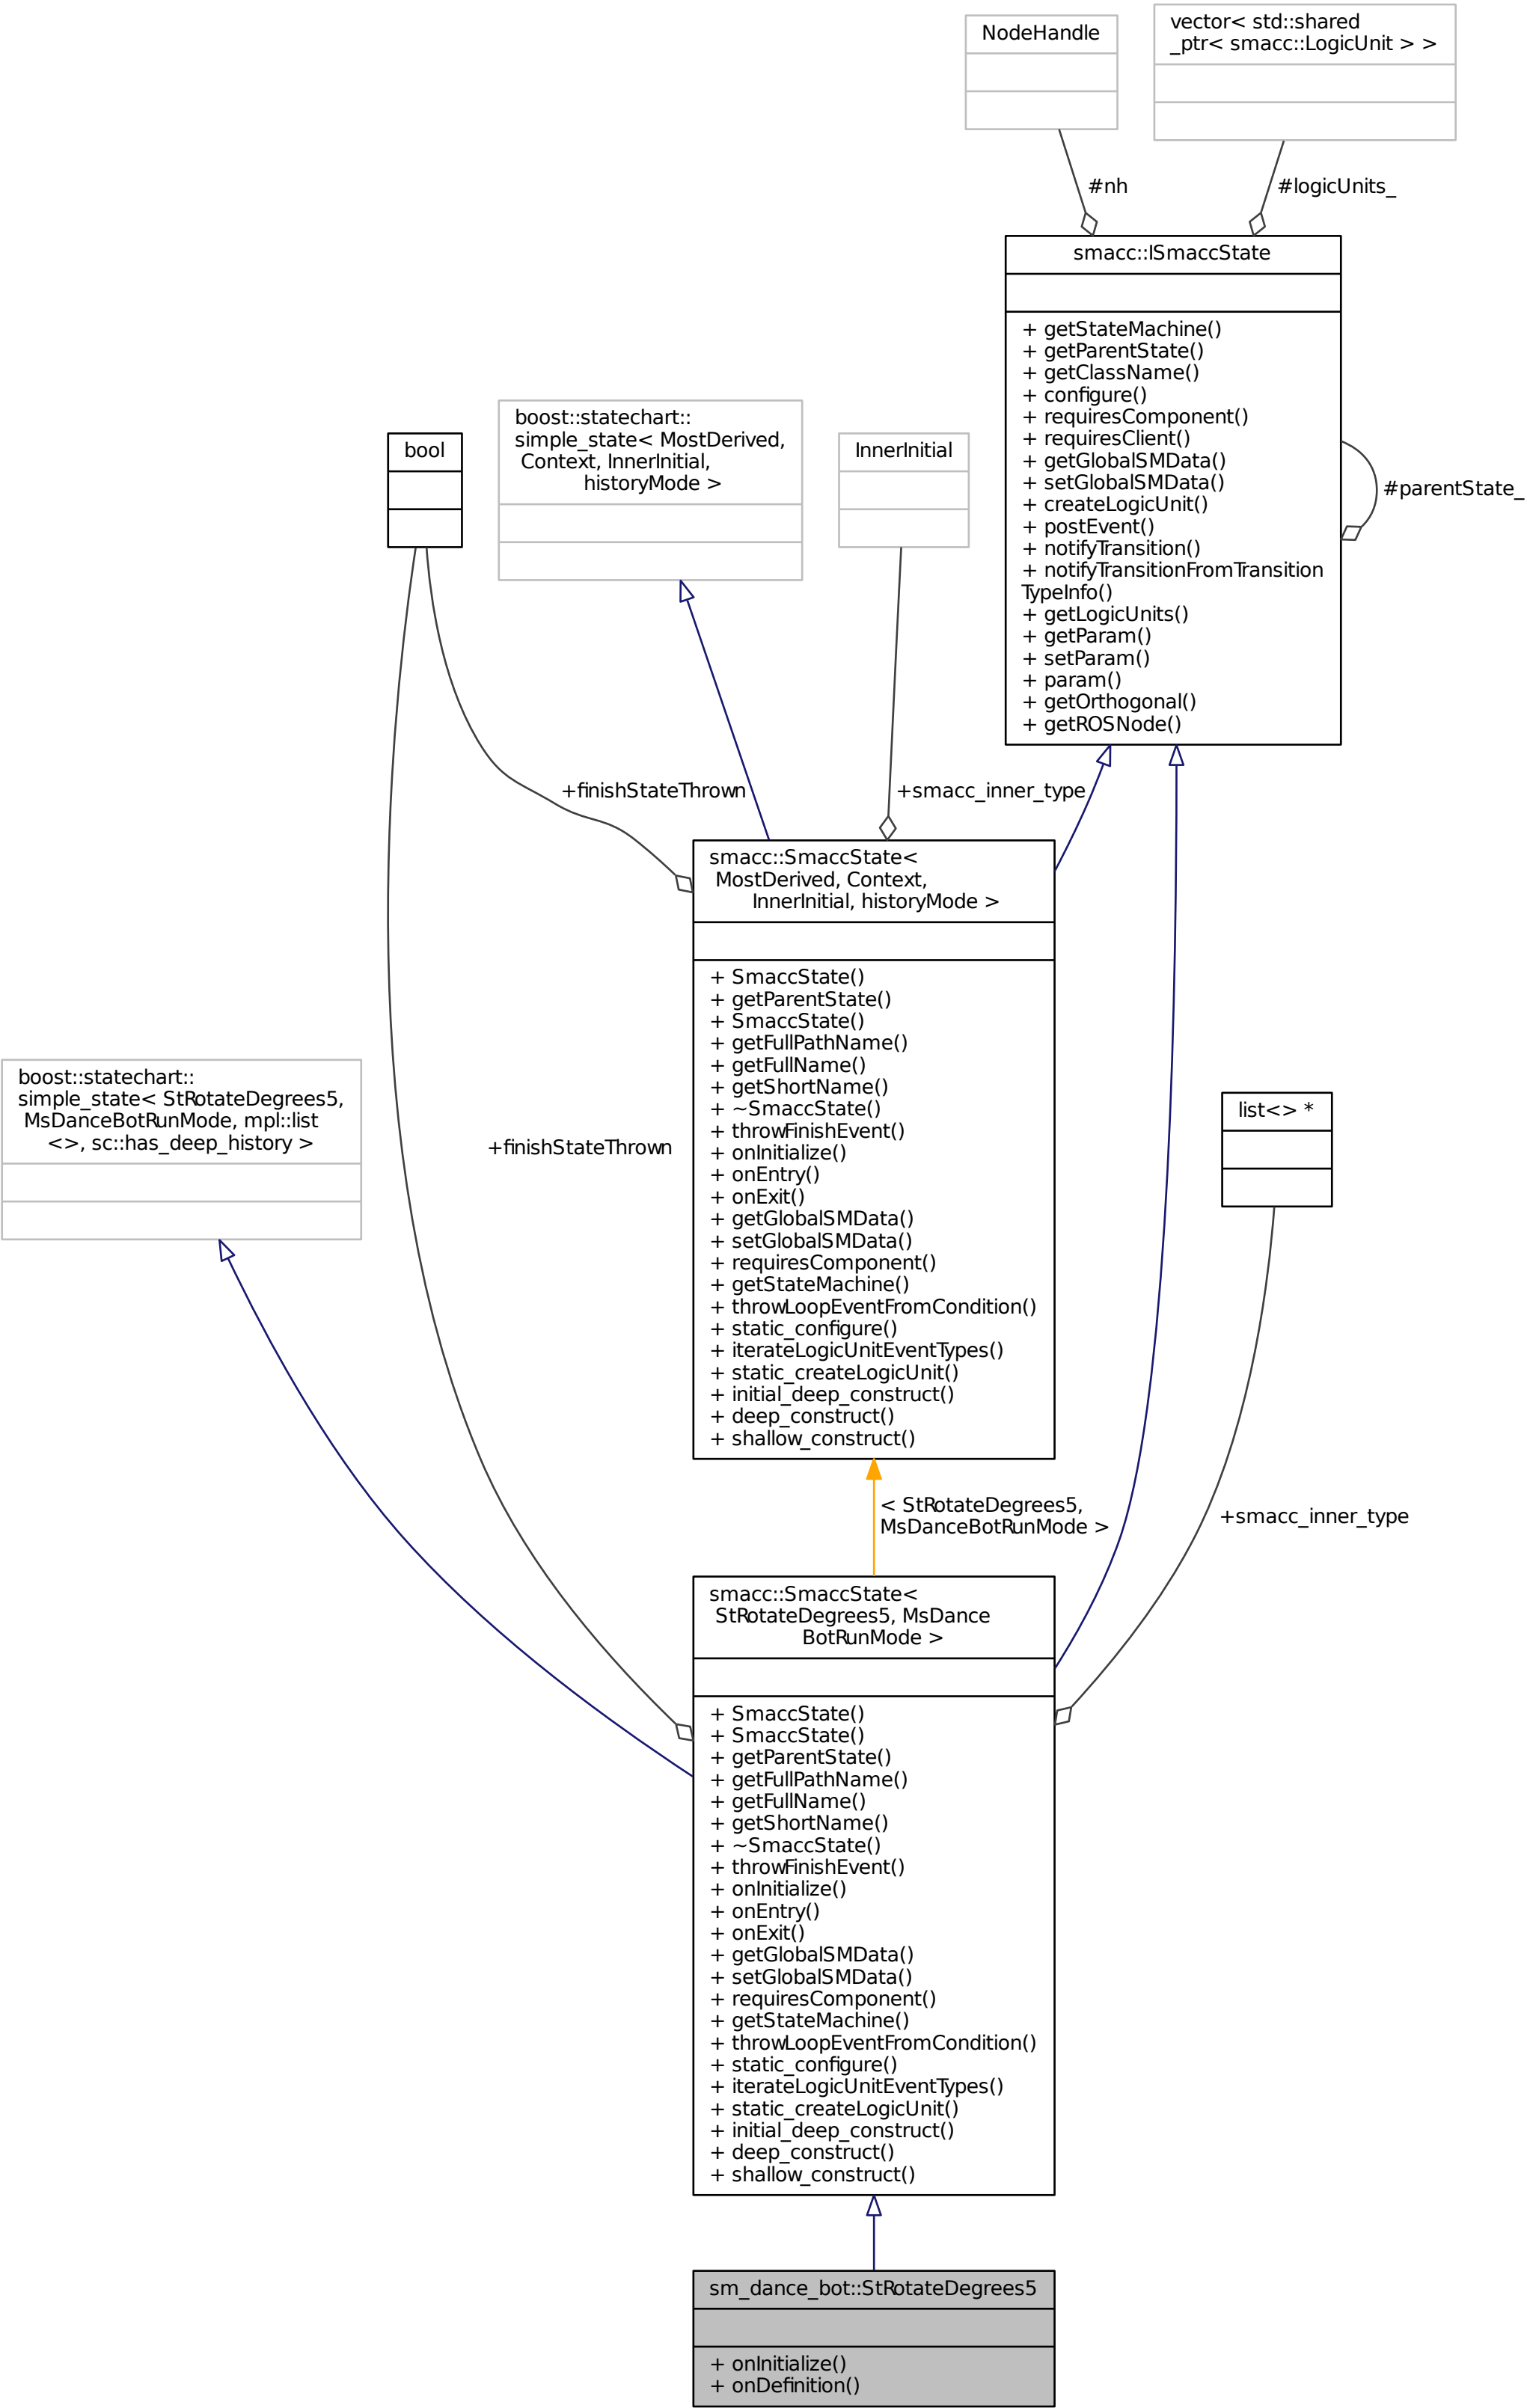 NodeHandle
vector< std::shared
_ptr< smacc::LogicUnit > >
#nh
#logicUnits_
smacc::ISmaccState
+ getStateMachine()
+ getParentState()
+ getClassName()
+ configure()
+ requiresComponent()
+ requiresClient()
+ getGlobalSMData()
+ setGlobalSMData()
+ createLogicUnit()
+ postEvent()
+ notifyTransition()
+ notifyTransitionFromTransition
TypeInfo()
+ getLogicUnits()
+ getParam()
+ setParam()
+ param()
+ getOrthogonal()
+ getROSNode()
#parentState_
bool
boost::statechart::
simple_state< MostDerived,
Context, InnerInitial,
historyMode >
InnerInitial
+finishStateThrown
+smacc_inner_type
smacc::SmaccState<
MostDerived, Context,
InnerInitial, historyMode >
+ SmaccState()
+ getParentState()
+ SmaccState()
+ getFullPathName()
+ getFullName()
+ getShortName()
+ ~SmaccState()
+ throwFinishEvent()
+ onInitialize()
+ onEntry()
+ onExit()
+ getGlobalSMData()
+ setGlobalSMData()
+ requiresComponent()
+ getStateMachine()
+ throwLoopEventFromCondition()
+ static_configure()
+ iterateLogicUnitEventTypes()
+ static_createLogicUnit()
+ initial_deep_construct()
+ deep_construct()
+ shallow_construct()
boost::statechart::
simple_state< StRotateDegrees5,
MsDanceBotRunMode, mpl::list
<>, sc::has_deep_history >
+finishStateThrown
list<> *
< StRotateDegrees5,
MsDanceBotRunMode >
+smacc_inner_type
smacc::SmaccState<
StRotateDegrees5, MsDance
BotRunMode >
+ SmaccState()
+ SmaccState()
+ getParentState()
+ getFullPathName()
+ getFullName()
+ getShortName()
+ ~SmaccState()
+ throwFinishEvent()
+ onInitialize()
+ onEntry()
+ onExit()
+ getGlobalSMData()
+ setGlobalSMData()
+ requiresComponent()
+ getStateMachine()
+ throwLoopEventFromCondition()
+ static_configure()
+ iterateLogicUnitEventTypes()
+ static_createLogicUnit()
+ initial_deep_construct()
+ deep_construct()
+ shallow_construct()
sm_dance_bot::StRotateDegrees5
+ onInitialize()
+ onDefinition()